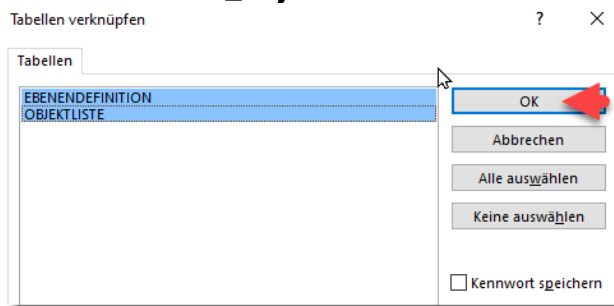 Tabellen verknüpfen ? ×
Tabellen
EBENENDEFINITION
OBJEKTLISTE
OK
Abbrechen
Alle auswählen
Keine auswählen
Kennwort speichern